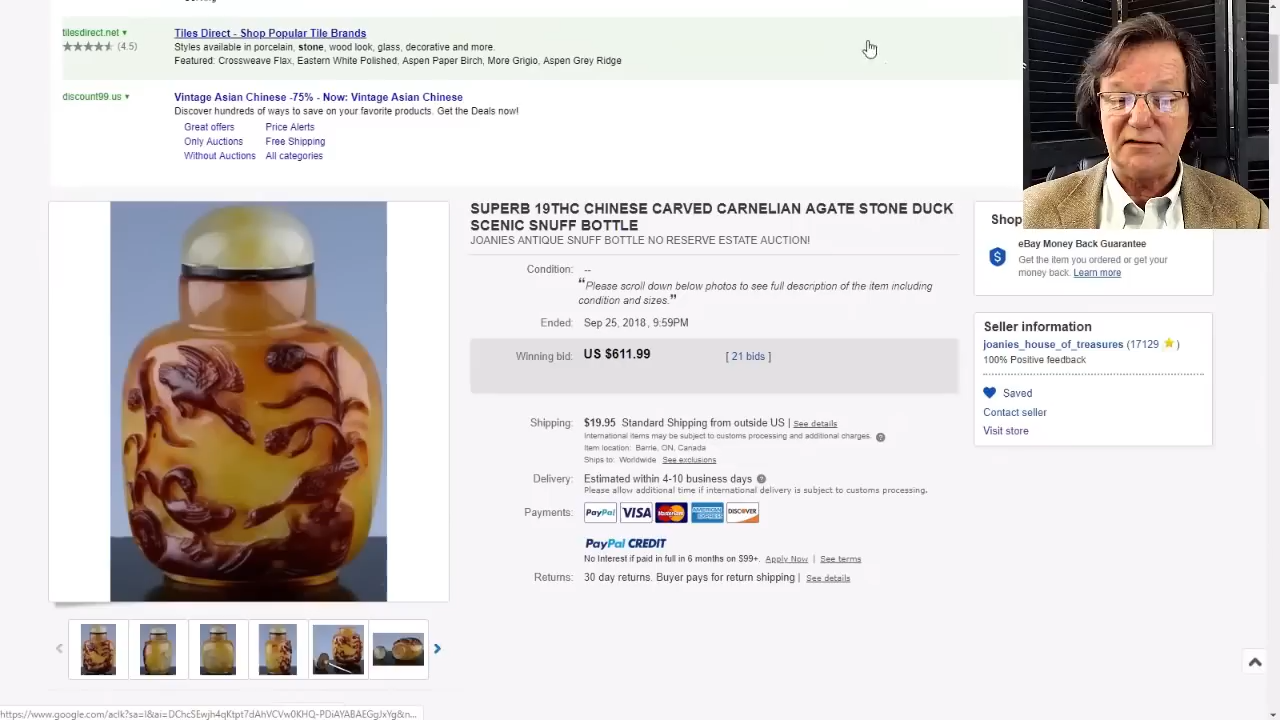 tilesdirect.net ▾
Tiles Direct - Shop Popular Tile Brands
(4.5)
Styles available in porcelain, stone, wood look, glass, decorative and more.
Featured: Crossweave Flax, Eastern White Polished, Aspen Paper Birch, More Grigio, Aspen Grey Ridge
discount99.us ▾
Vintage Asian Chinese -75% - Now: Vintage Asian Chinese
Discover hundreds of ways to save on your favorite products. Get the Deals now!
Great offers Price Alerts
Only Auctions Free Shipping
Without Auctions All categories
SUPERB 19THC CHINESE CARVED CARNELIAN AGATE STONE DUCK
SCENIC SNUFF BOTTLE
JOANIES ANTIQUE SNUFF BOTTLE NO RESERVE ESTATE AUCTION!
Condition: --
“Please scroll down below photos to see full description of the item including
condition and sizes.”
Ended: Sep 25, 2018 , 9:59PM
Winning bid: US $611.99 [ 21 bids ]
Shipping: $19.95 Standard Shipping from outside US | See details
International items may be subject to customs processing and additional charges.
Item location: Barrie, ON, Canada
Ships to: Worldwide See exclusions
Delivery: Estimated within 4-10 business days
Please allow additional time if international delivery is subject to customs processing.
Payments: PayPal VISA MasterCard AMERICAN EXPRESS DISCOVER
PayPal CREDIT
No Interest if paid in full in 6 months on $99+. Apply Now | See terms
Returns: 30 day returns. Buyer pays for return shipping | See details
Shop
eBay Money Back Guarantee
Get the item you ordered or get your
money back. Learn more
Seller information
joanies_house_of_treasures (17129 ★ )
100% Positive feedback
Saved
Contact seller
Visit store